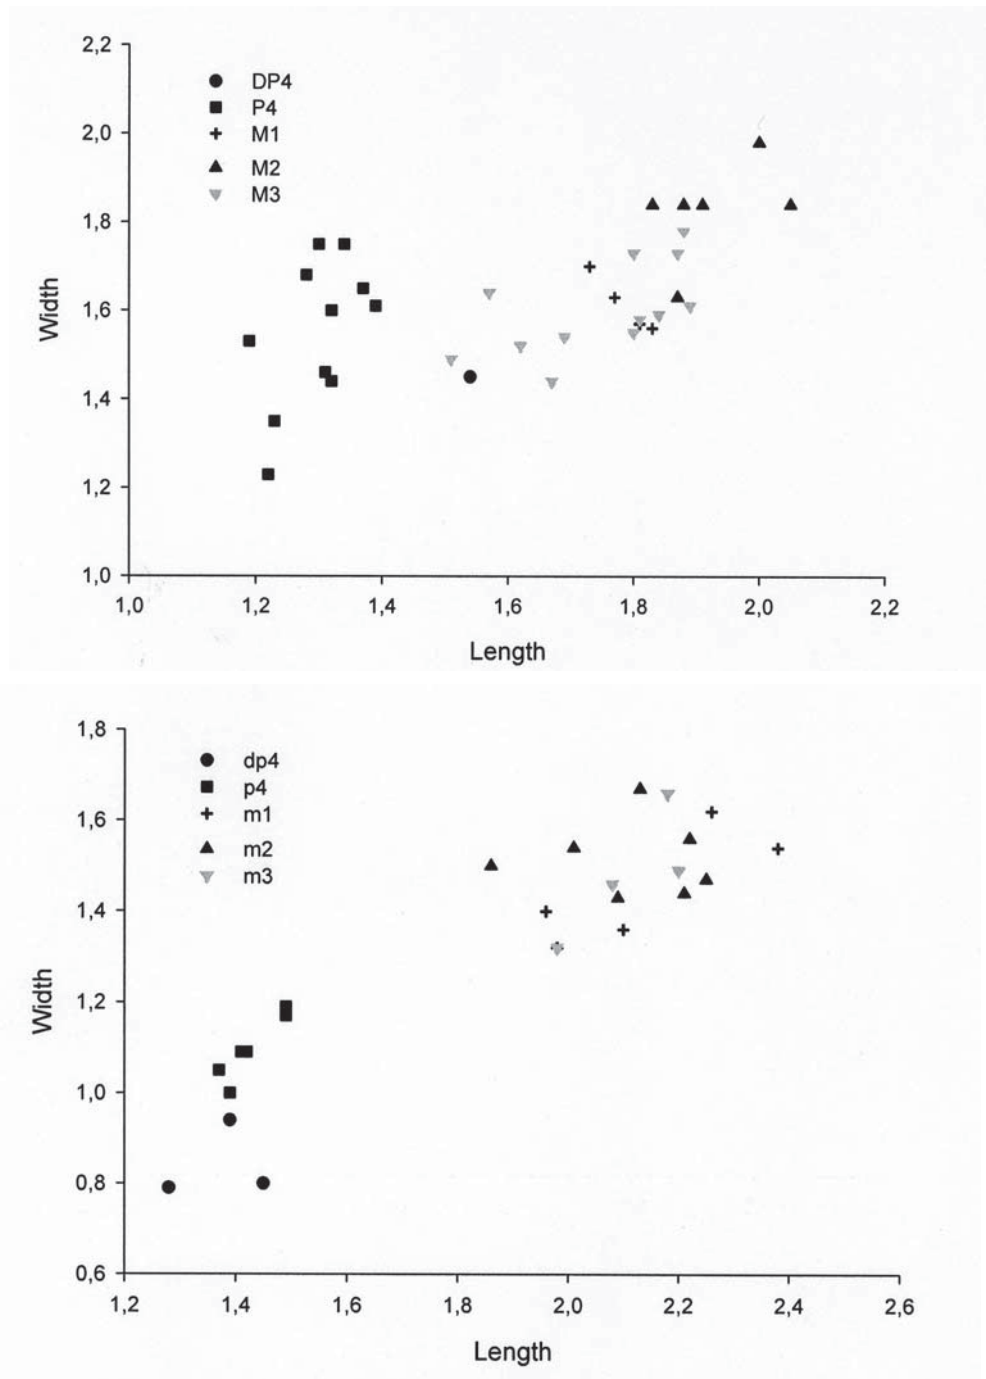 2,2
DP4
P4
2,0
M1
M2
M3
1,8
Width
1,6
1,4
1,2
1,0
1,0 1,2 1,4 1,6 1,8 2,0 2,2
Length
1,8
dp4
p4
1,6
m1
m2
m3
1,4
1,2
Width
1,0
0,8
0,6
1,2 1,4 1,6 1,8 2,0 2,2 2,4 2,6
Length